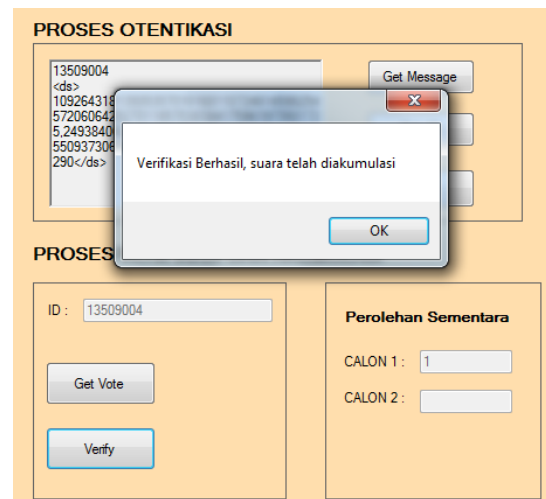 PROSES OTENTIKASI
13509004
<ds>
109264318
572060642
5,2493840
550937306
290</ds>
Get Message
Verifikasi Berhasil, suara telah diakumulasi
OK
PROSES
ID : 13509004
Get Vote
Verify
Perolehan Sementara
CALON 1 : 1
CALON 2 :